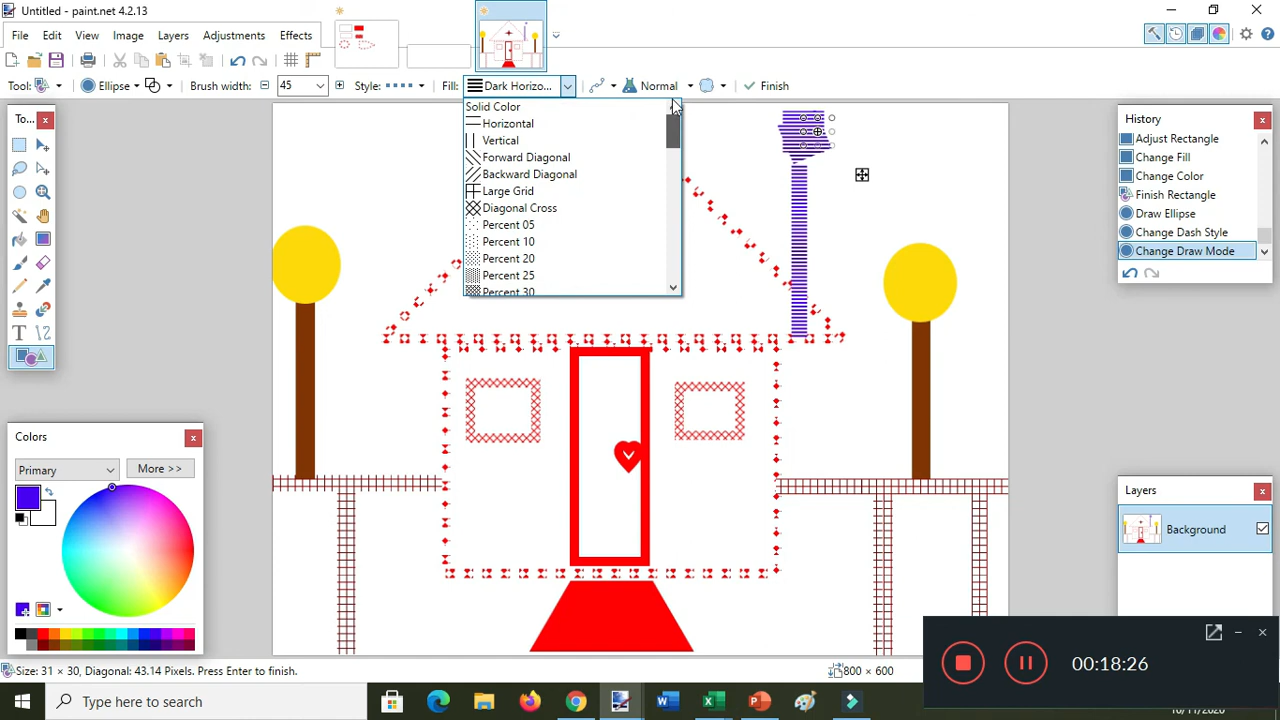 Untitled - paint.net 4.2.13
File Edit View Image Layers Adjustments Effects
Tool: Ellipse Brush width: 45 Style: Fill: Dark Horizo... Normal Finish
Solid Color
Horizontal
Vertical
Forward Diagonal
Backward Diagonal
Large Grid
Diagonal Cross
Percent 05
Percent 10
Percent 20
Percent 25
Percent 30
To...
History
Adjust Rectangle
Change Fill
Change Color
Finish Rectangle
Draw Ellipse
Change Dash Style
Change Draw Mode
Colors
Primary
More >>
Layers
Background
Size: 31 × 30, Diagonal: 43.14 Pixels. Press Enter to finish.
800 × 600
00:18:26
Type here to search